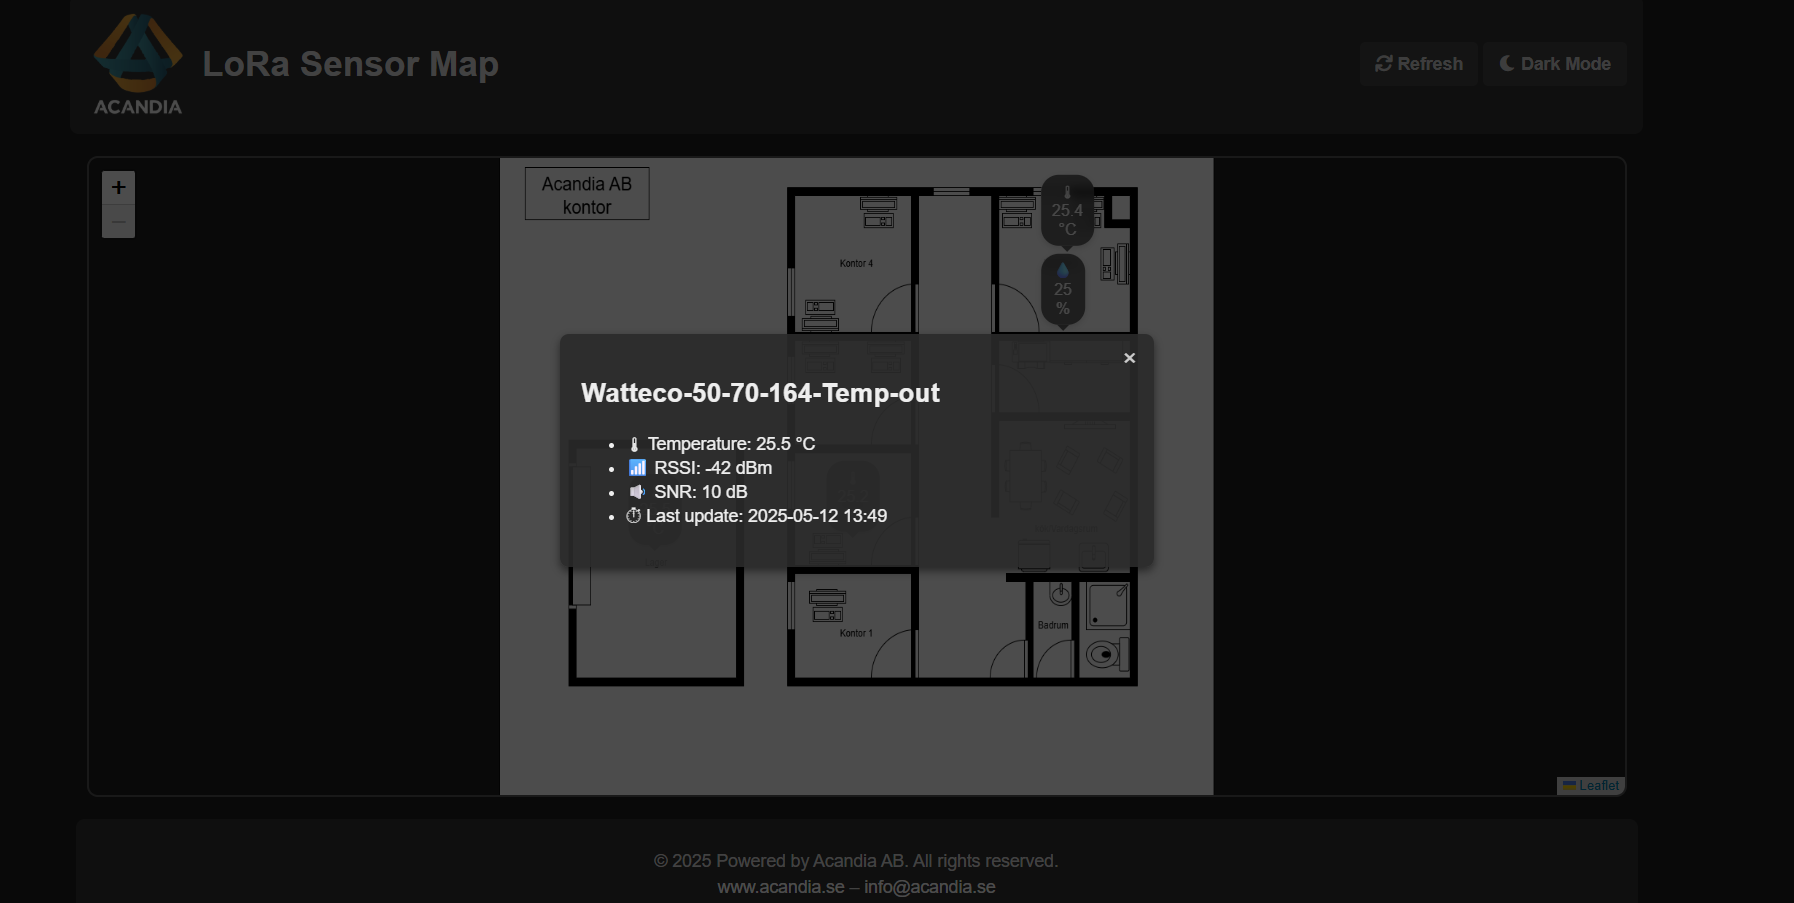 ACANDIA
LoRa Sensor Map
Refresh
Dark Mode
+
−
Acandia AB
kontor
25.4
°C
25
%
Kontor 4
×
Watteco-50-70-164-Temp-out
Temperature: 25.5 °C
RSSI: -42 dBm
SNR: 10 dB
Last update: 2025-05-12 13:49
Kontor 1
Badrum
Leaflet
© 2025 Powered by Acandia AB. All rights reserved.
www.acandia.se – info@acandia.se